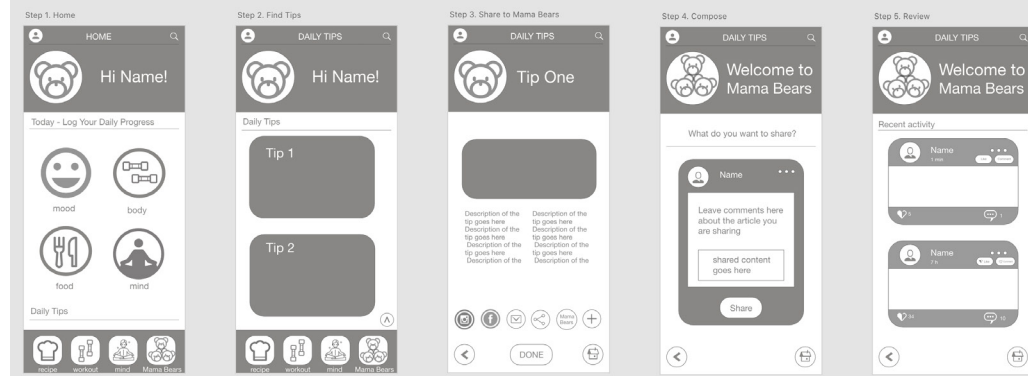 Step 1. Home
HOME
Hi Name!
Today - Log Your Daily Progress
mood
body
food
mind
Daily Tips
recipe
workout
mind
Mama Bears
Step 2. Find Tips
DAILY TIPS
Hi Name!
Daily Tips
Tip 1
Tip 2
recipe
workout
mind
Mama Bears
Step 3. Share to Mama Bears
DAILY TIPS
Tip One
Description of the
tip goes here
Description of the
tip goes here
Description of the
tip goes here
Description of the
Description of the
tip goes here
Description of the
tip goes here
Description of the
tip goes here
Description of the
Mama
Bears
DONE
Step 4. Compose
DAILY TIPS
Welcome to
Mama Bears
What do you want to share?
Name
Leave comments here
about the article you
are sharing
shared content
goes here
Share
Step 5. Review
DAILY TIPS
Welcome to
Mama Bears
Recent activity
Name
1 min
5
1
Name
7 h
34
15